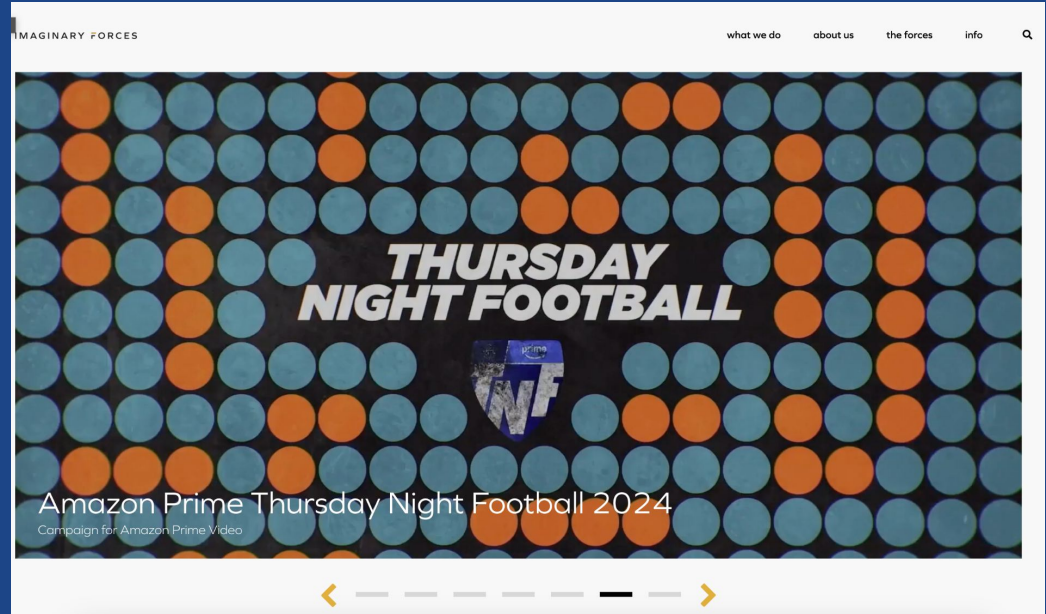 IMAGINARY FORCES
what we do about us the forces info
THURSDAY
NIGHT FOOTBALL
prime
TNF
Amazon Prime Thursday Night Football 2024
Campaign for Amazon Prime Video